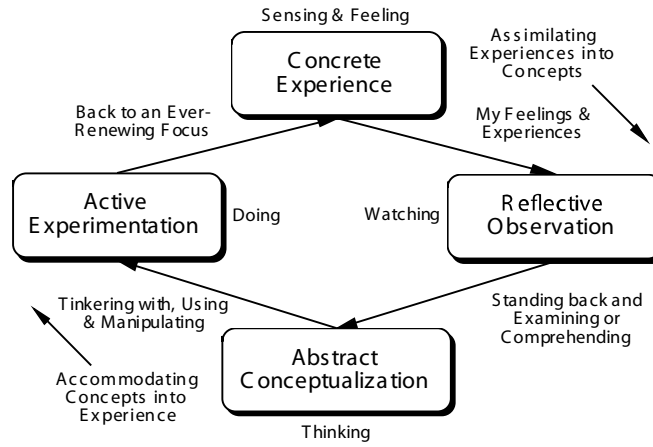 Sensing & Feeling
Concrete
Experience
Assimilating
Experiences into
Concepts
Back to an Ever-
Renewing Focus
My Feelings &
Experiences
Active
Experimentation
Doing
Watching
Reflective
Observation
Tinkering with, Using
& Manipulating
Standing back and
Examining or
Comprehending
Abstract
Conceptualization
Accommodating
Concepts into
Experience
Thinking